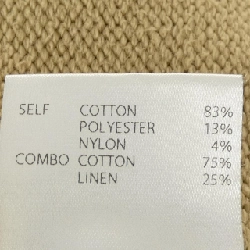 SELF COTTON 83%
POLYESTER 13%
NYLON 4%
COMBO COTTON 75%
LINEN 25%